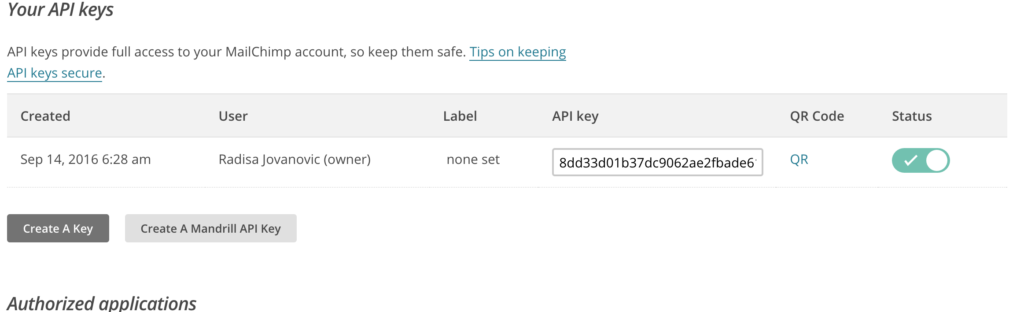 Your API keys
API keys provide full access to your MailChimp account, so keep them safe. Tips on keeping
API keys secure.
Created User Label API key QR Code Status
Sep 14, 2016 6:28 am Radisa Jovanovic (owner) none set 8dd33d01b37dc9062ae2fbade6 QR
Create A Key Create A Mandrill API Key
Authorized applications